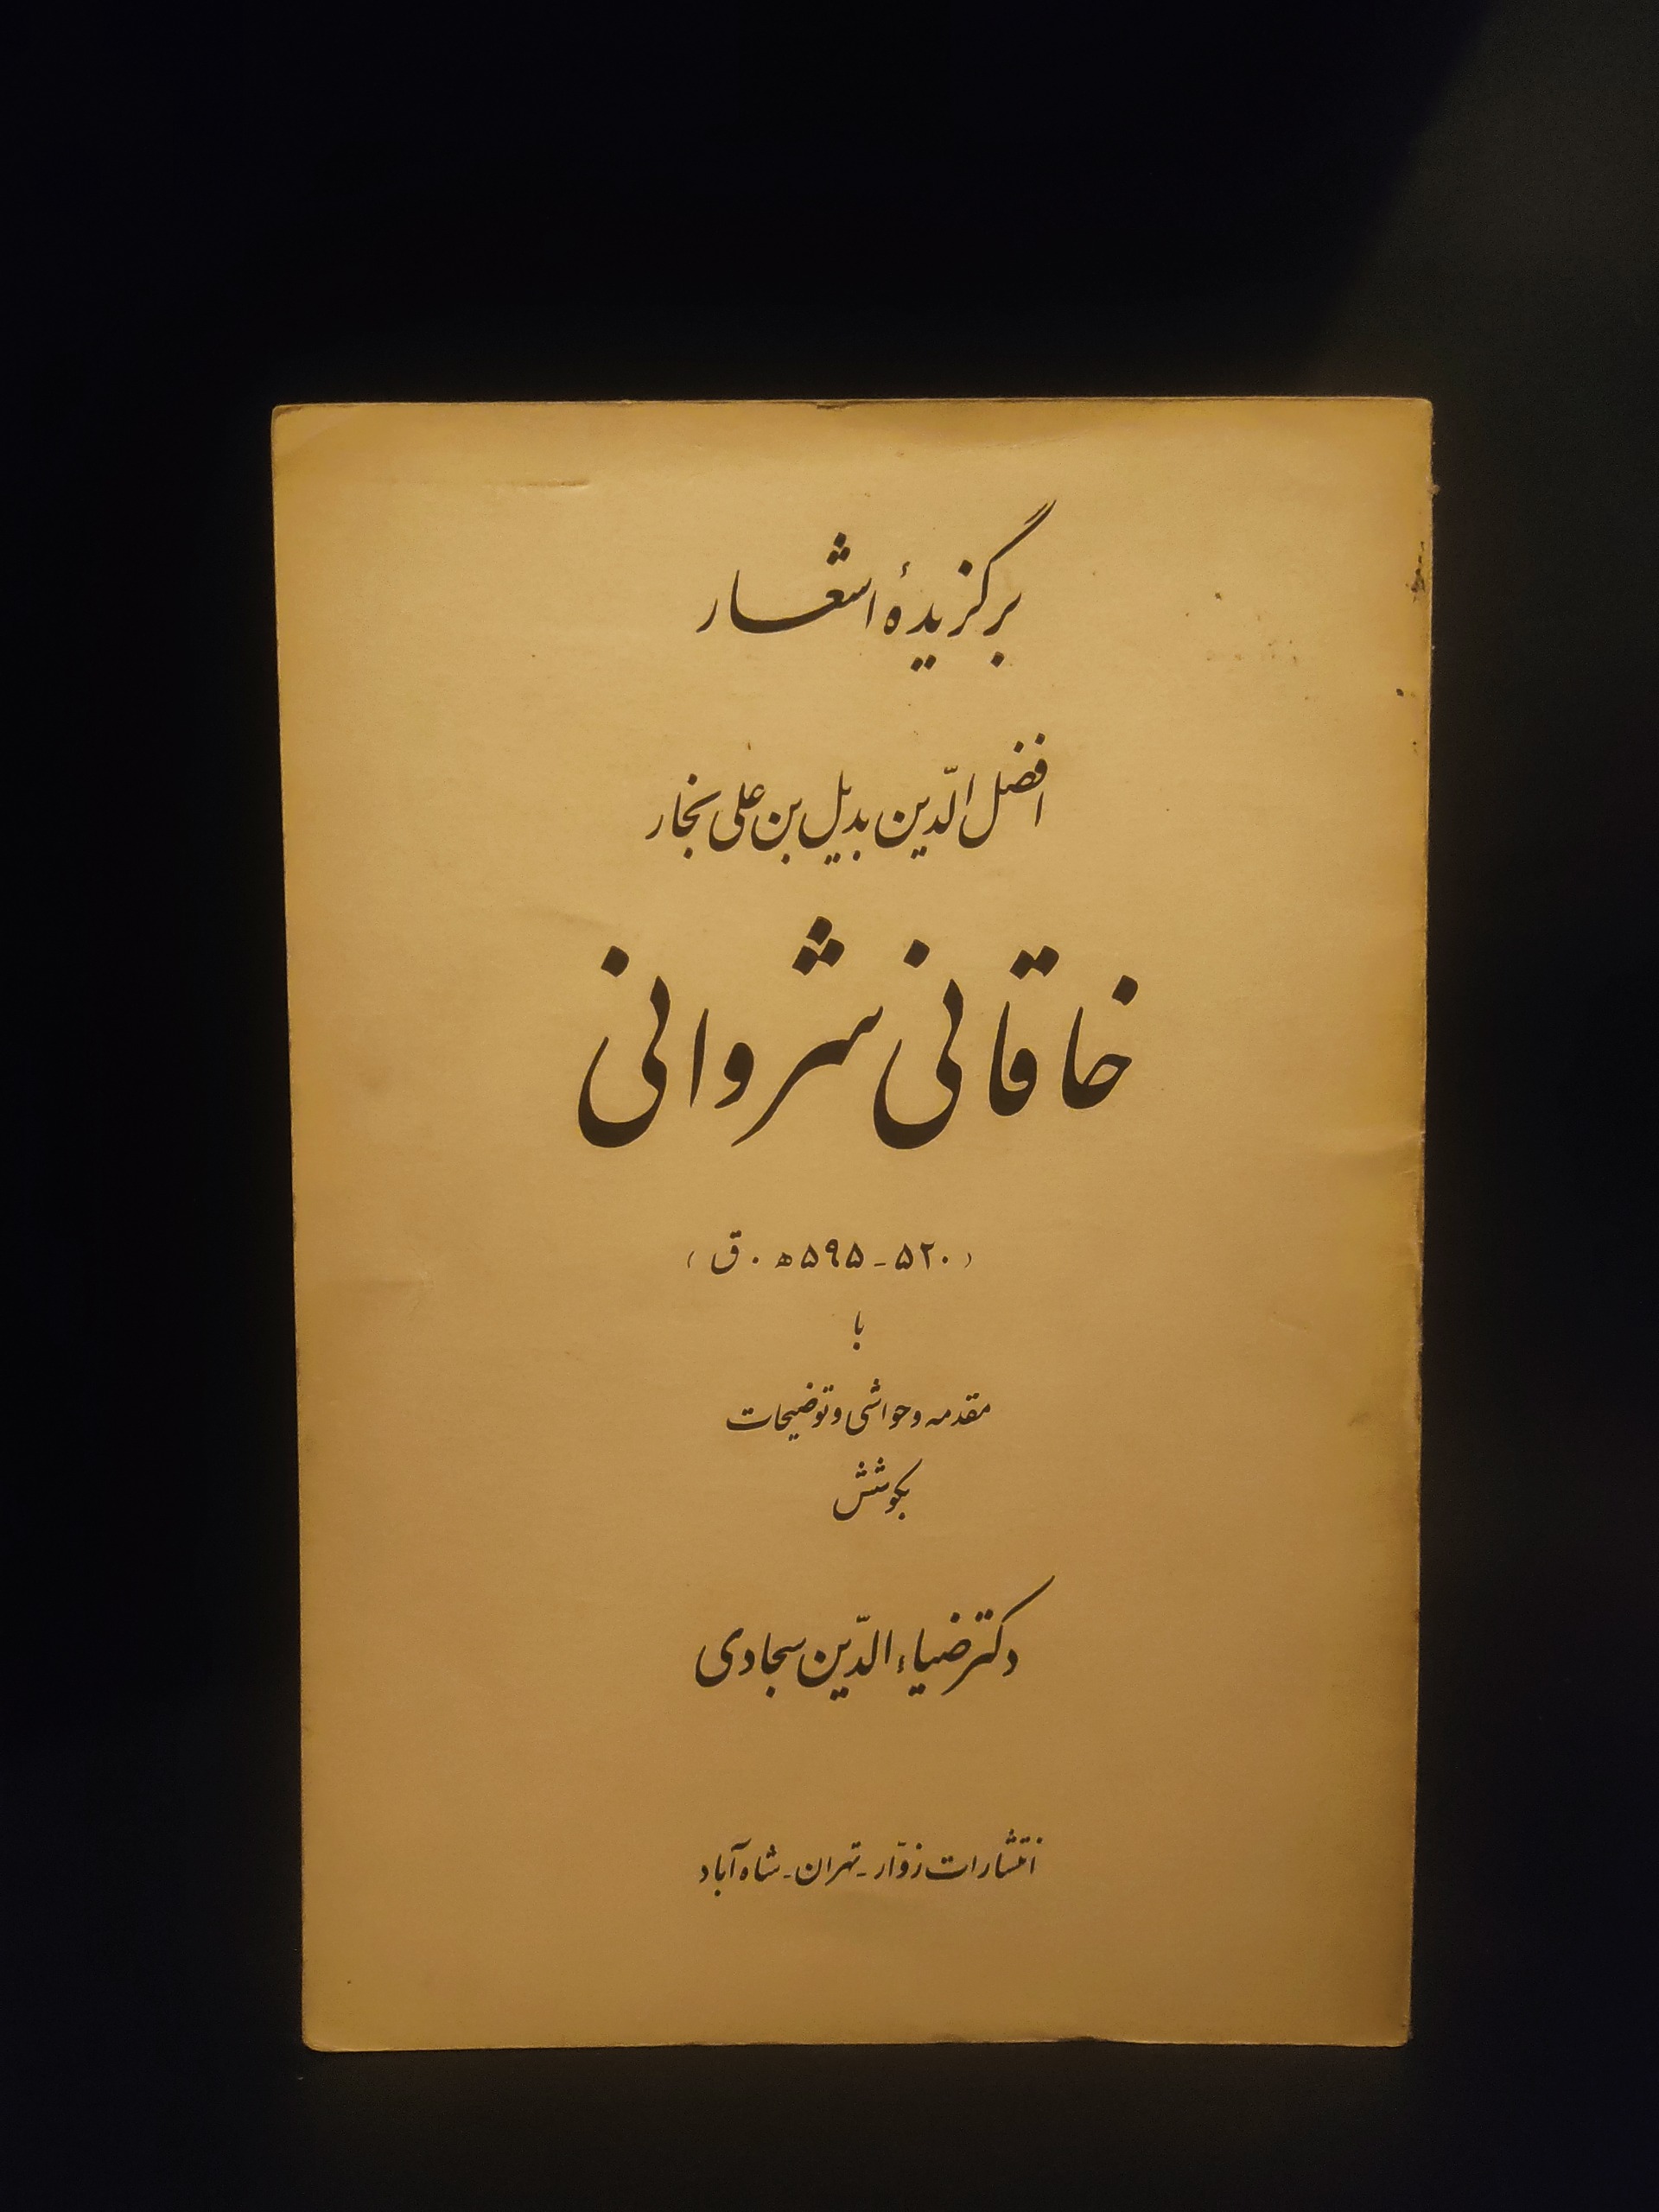 برگزیدهٔ اشعار
افضل الدّین بدیل بن علی نجار
خاقانی شروانی
(۵۲۰ - ۵۹۵ ه . ق)
با
مقدمه و حواشی و توضیحات
بکوشش
دکتر ضیاء الدّین سجادی
انتشارات زوّار - تهران - شاه آباد